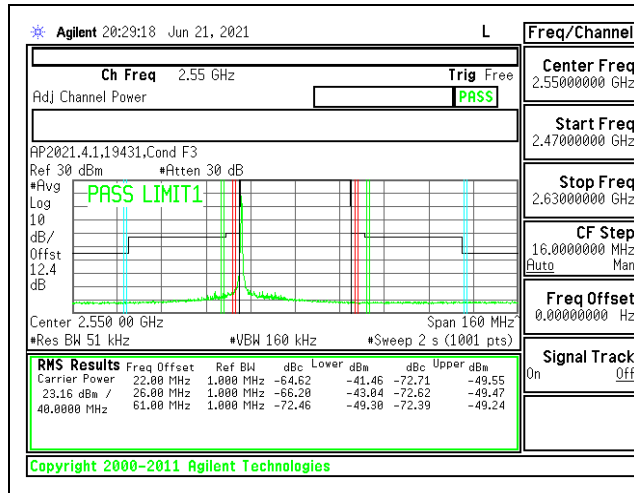 Agilent 20:29:18 Jun 21, 2021 L
Freq/Channel
Ch Freq 2.55 GHz Trig Free
Adj Channel Power PASS
Center Freq
2.55000000 GHz
Start Freq
2.47000000 GHz
Stop Freq
2.63000000 GHz
CF Step
16.0000000 MHz
Auto Man
Freq Offset
0.00000000 Hz
Signal Track
On Off
AP2021.4.1,19431,Cond F3
Ref 30 dBm #Atten 30 dB
#Avg
Log
10
dB/
Offst
12.4
dB
PASS LIMIT1
Center 2.550 00 GHz Span 160 MHz^
#Res BW 51 kHz #VBW 160 kHz #Sweep 2 s (1001 pts)
RMS Results Freq Offset Ref BW dBc Lower dBm dBc Upper dBm
Carrier Power 22.00 MHz 1.000 MHz -64.62 -41.46 -72.71 -49.55
23.16 dBm / 26.00 MHz 1.000 MHz -66.20 -43.04 -72.62 -49.47
40.0000 MHz 61.00 MHz 1.000 MHz -72.46 -49.30 -72.39 -49.24
Copyright 2000-2011 Agilent Technologies